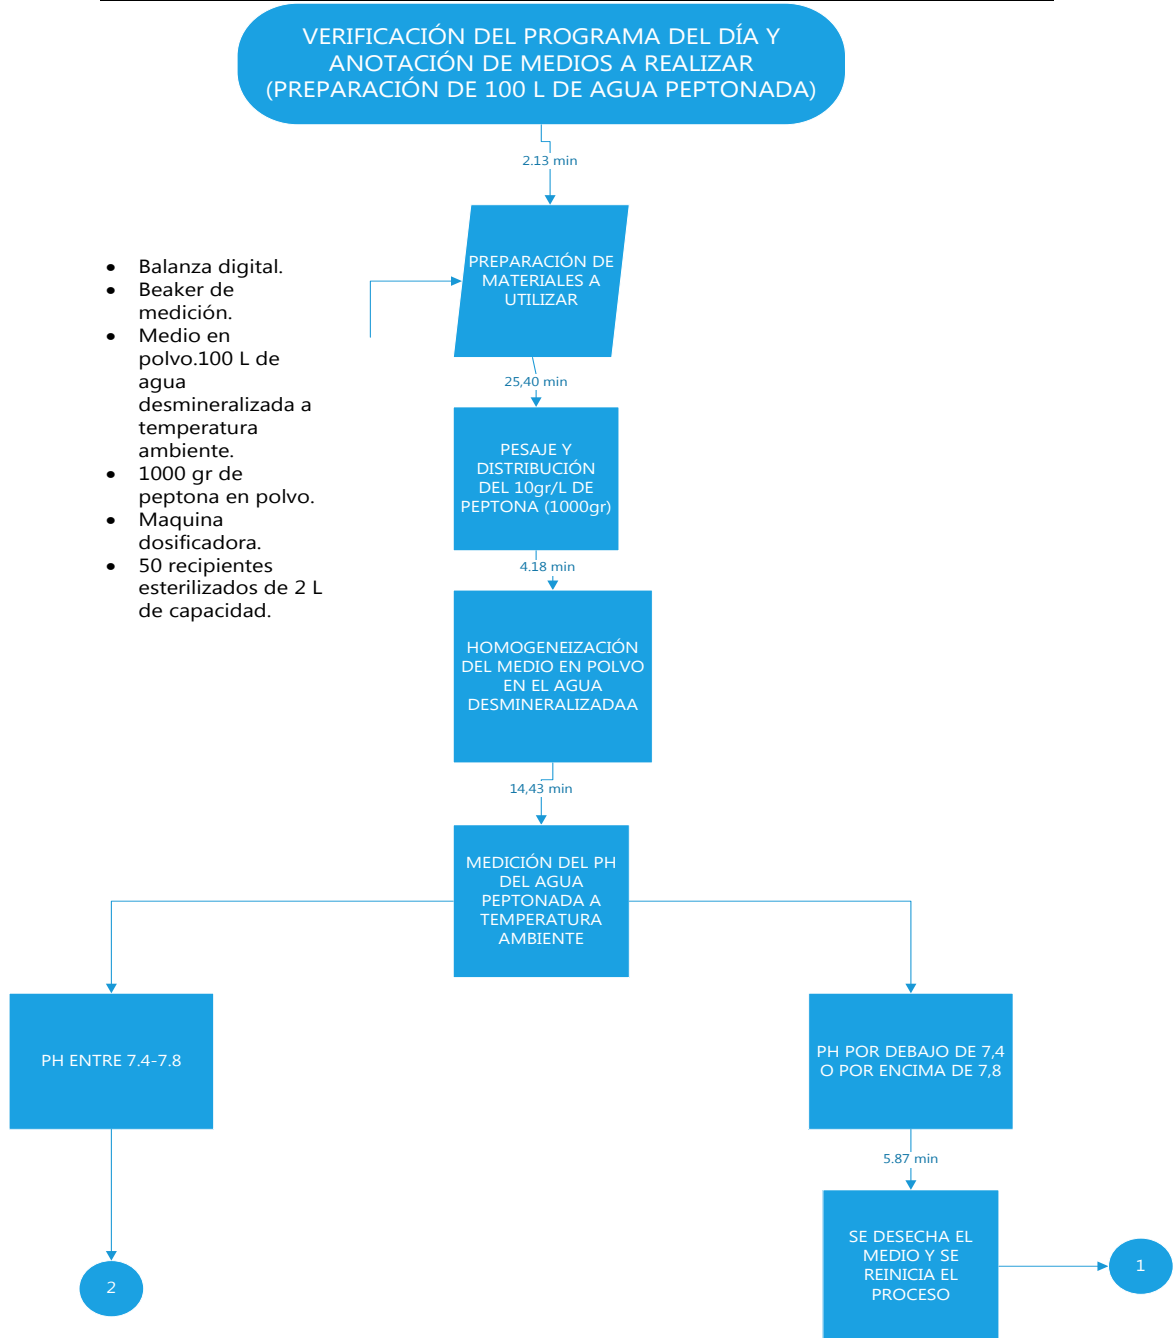 VERIFICACIÓN DEL PROGRAMA DEL DÍA Y
ANOTACIÓN DE MEDIOS A REALIZAR
(PREPARACIÓN DE 100 L DE AGUA PEPTONADA)
2.13 min
PREPARACIÓN DE
MATERIALES A
UTILIZAR
• Balanza digital.
• Beaker de
medición.
• Medio en
polvo.100 L de
agua
desmineralizada a
temperatura
ambiente.
• 1000 gr de
peptona en polvo.
• Maquina
dosificadora.
• 50 recipientes
esterilizados de 2 L
de capacidad.
25,40 min
PESAJE Y
DISTRIBUCIÓN
DEL 10gr/L DE
PEPTONA (1000gr)
4.18 min
HOMOGENEIZACIÓN
DEL MEDIO EN POLVO
EN EL AGUA
DESMINERALIZADAA
14,43 min
MEDICIÓN DEL PH
DEL AGUA
PEPTONADA A
TEMPERATURA
AMBIENTE
PH ENTRE 7.4-7.8
PH POR DEBAJO DE 7,4
O POR ENCIMA DE 7,8
5.87 min
SE DESECHA EL
MEDIO Y SE
REINICIA EL
PROCESO
1
2